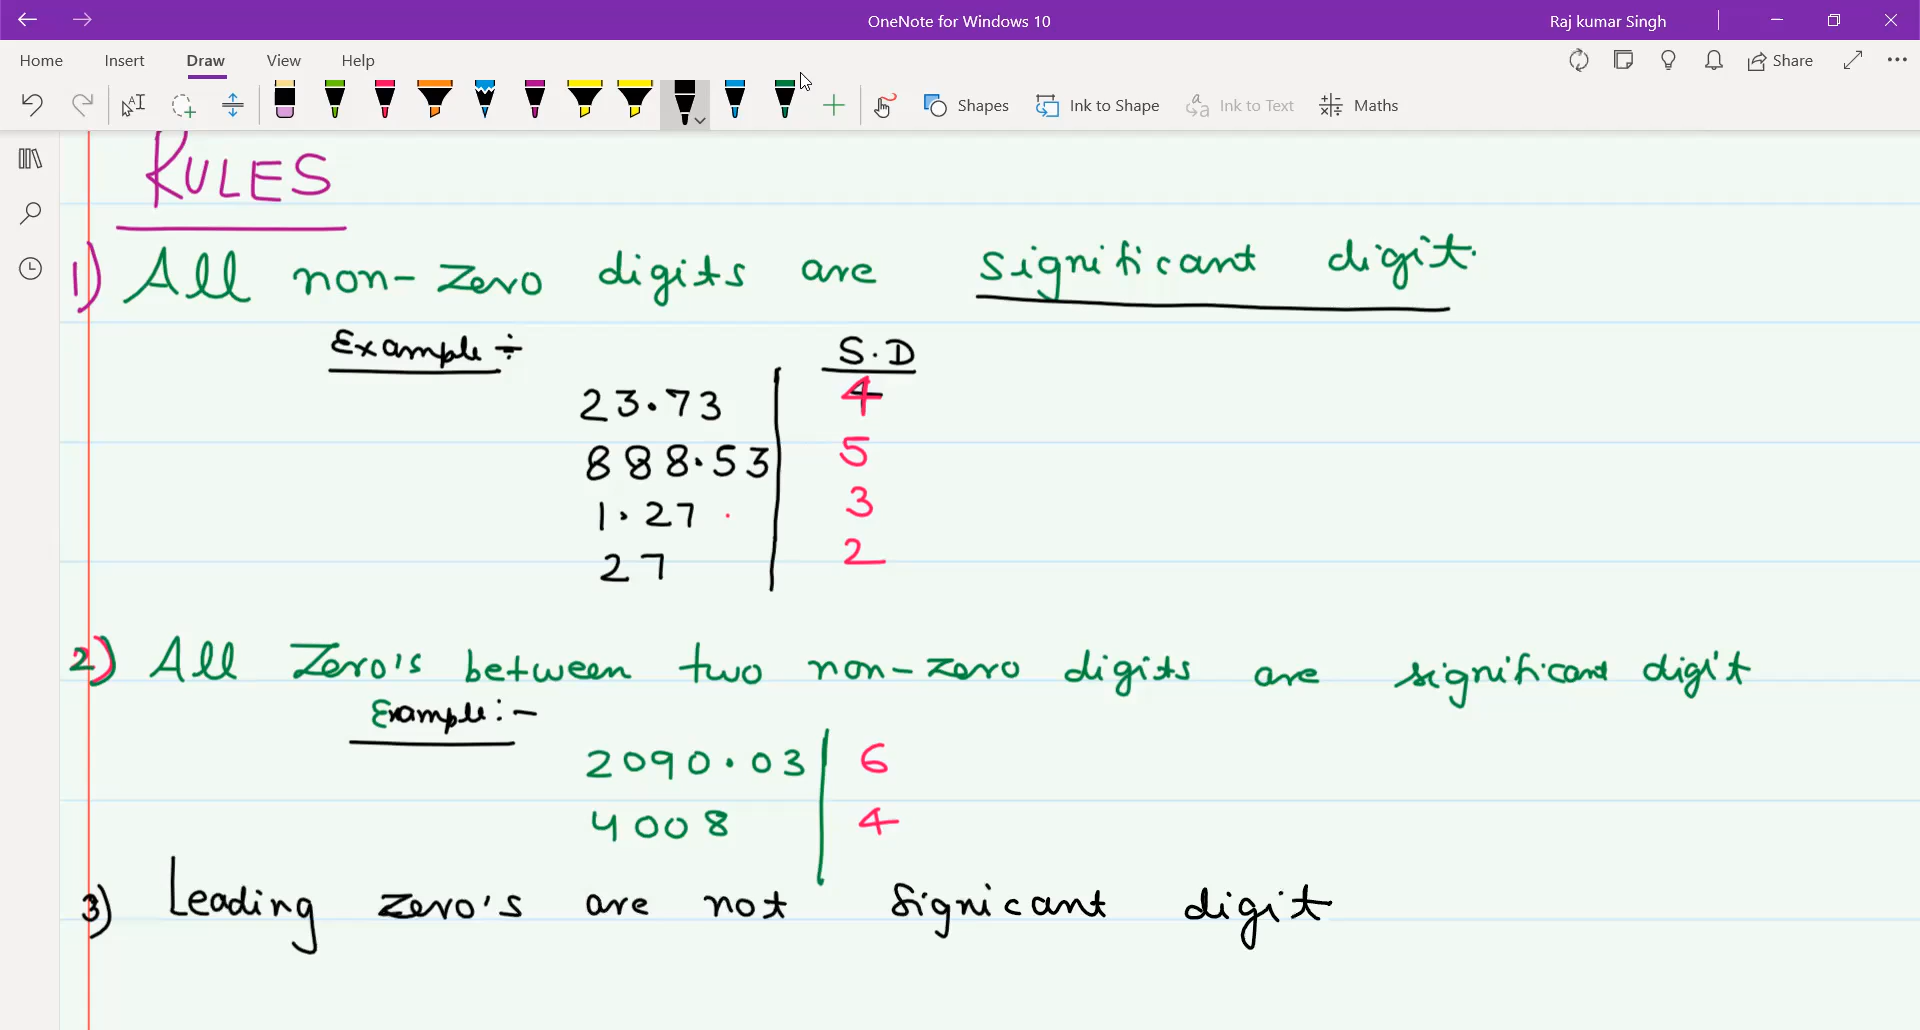 OneNote for Windows 10
Raj kumar Singh
Home Insert Draw View Help
Share
Shapes Ink to Shape Ink to Text Maths
RULES
1) All non-zero digits are significant digit.
Example ÷
S.D
23.73 4
888.53 5
1.27 3
27 2
2) All Zero's between two non-zero digits are significant digit
Example:-
2090.03 6
4008 4
3) Leading zero's are not Signicant digit